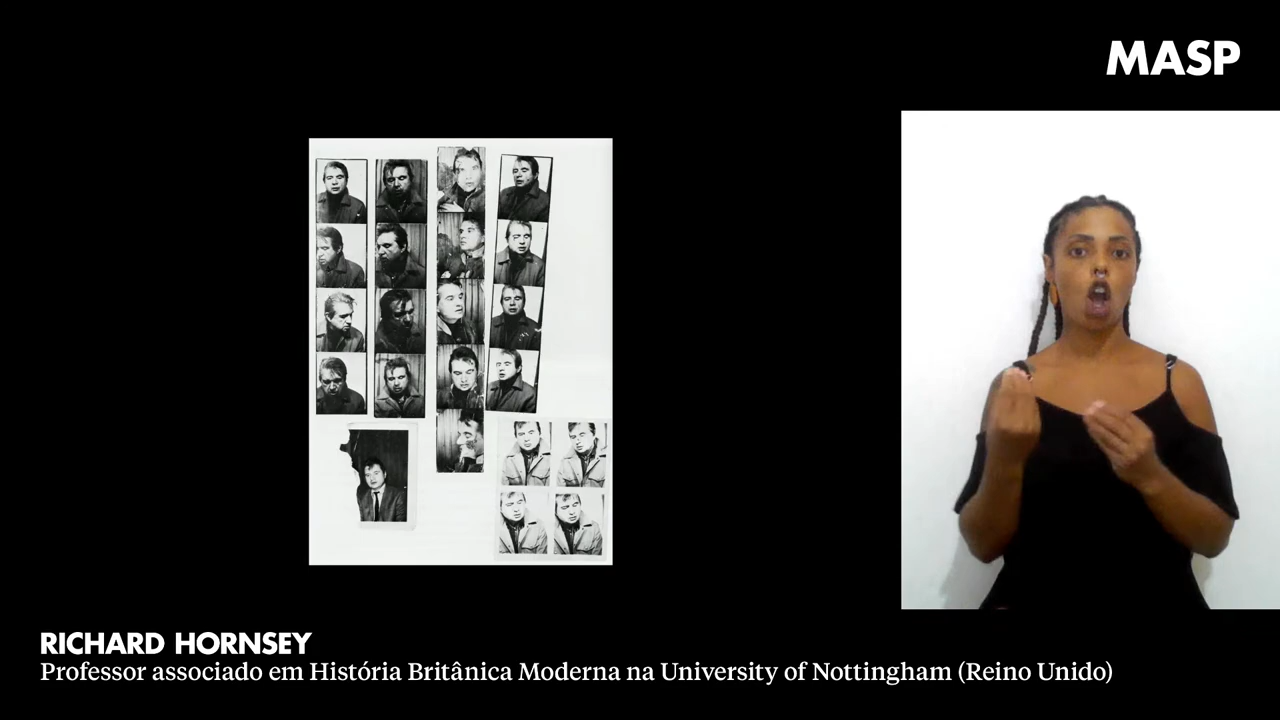 MASP
RICHARD HORNSEY
Professor associado em História Britânica Moderna na University of Nottingham (Reino Unido)